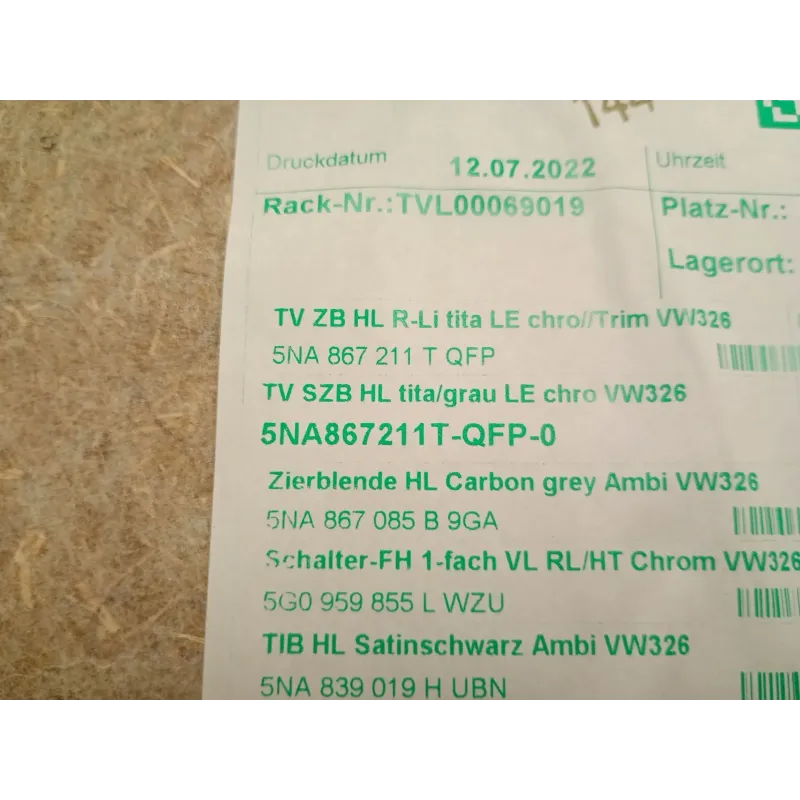 144
Druckdatum 12.07.2022 Uhrzeit
Rack-Nr.:TVL00069019 Platz-Nr.:
Lagerort:
TV ZB HL R-Li tita LE chro//Trim VW326
5NA 867 211 T QFP
TV SZB HL tita/grau LE chro VW326
5NA867211T-QFP-0
Zierblende HL Carbon grey Ambi VW326
5NA 867 085 B 9GA
Schalter-FH 1-fach VL RL/HT Chrom VW326
5G0 959 855 L WZU
TIB HL Satinschwarz Ambi VW326
5NA 839 019 H UBN